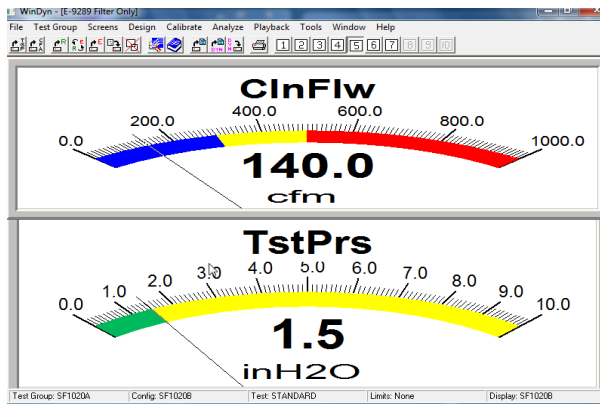 WinDyn - [E-9289 Filter Only]
File Test Group Screens Design Calibrate Analyze Playback Tools Window Help
1 2 3 4 5 6 7 8 9 10
ClnFlw
0.0 200.0 400.0 600.0 800.0 1000.0
140.0
cfm
TstPrs
0.0 1.0 2.0 3.0 4.0 5.0 6.0 7.0 8.0 9.0 10.0
1.5
inH2O
Test Group: SF1020A Config: SF1020B Test: STANDARD Limits: None Display: SF1020B